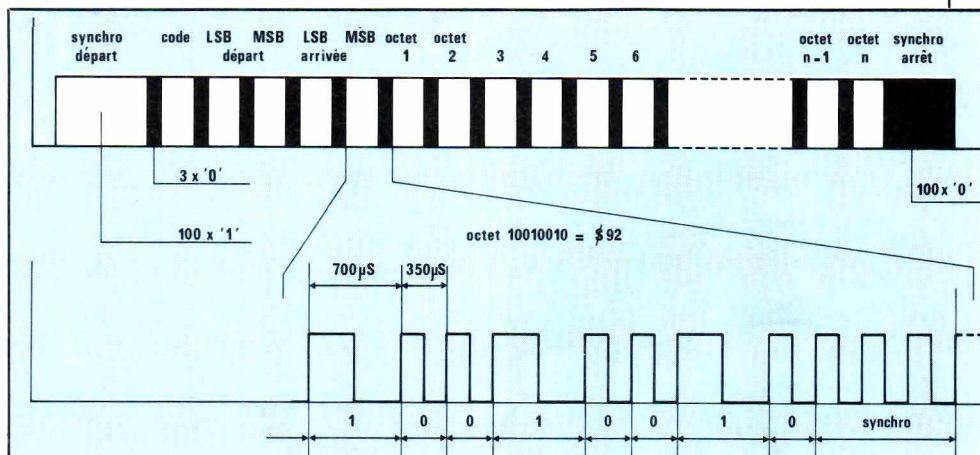 synchro code LSB MSB LSB MSB octet octet octet octet synchro
départ départ arrivée 1 2 3 4 5 6 n-1 n arrêt
3 x '0'
100 x '0'
100 x '1'
octet 10010010 = $92
700µS 350µS
1 0 0 1 0 0 1 0 synchro